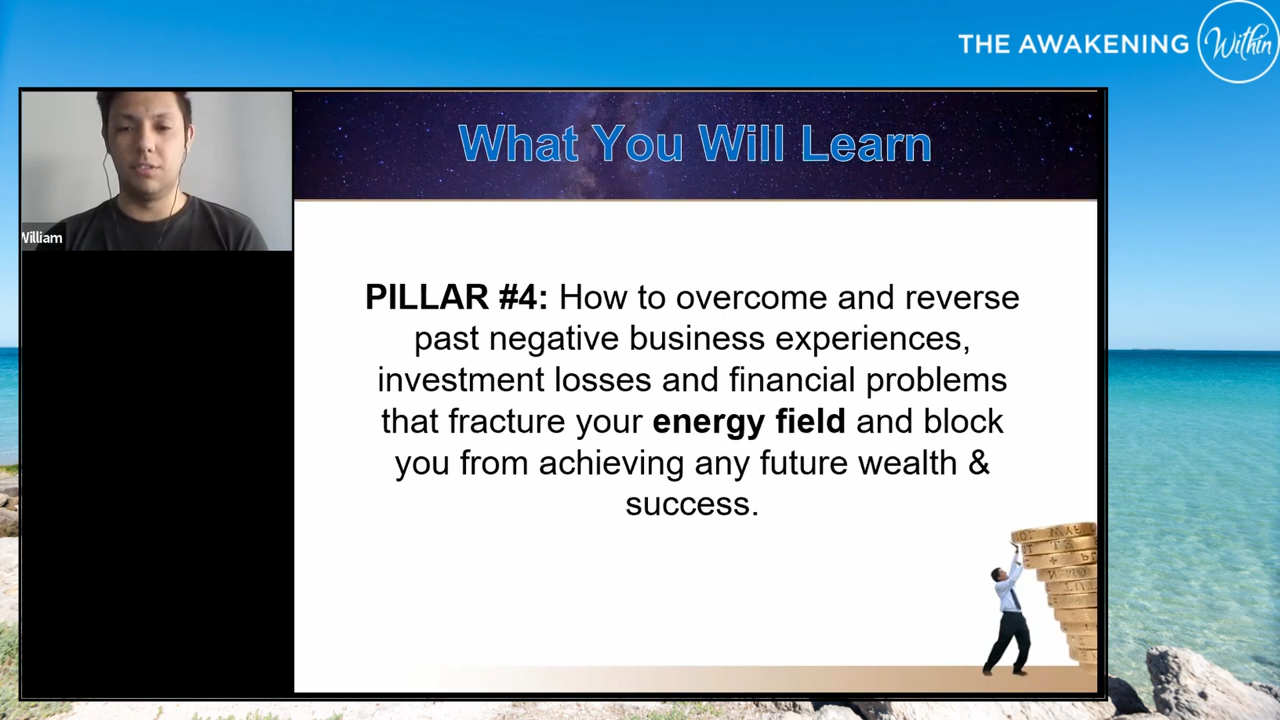 THE AWAKENING Within
What You Will Learn
William
PILLAR #4: How to overcome and reverse
past negative business experiences,
investment losses and financial problems
that fracture your energy field and block
you from achieving any future wealth &
success.